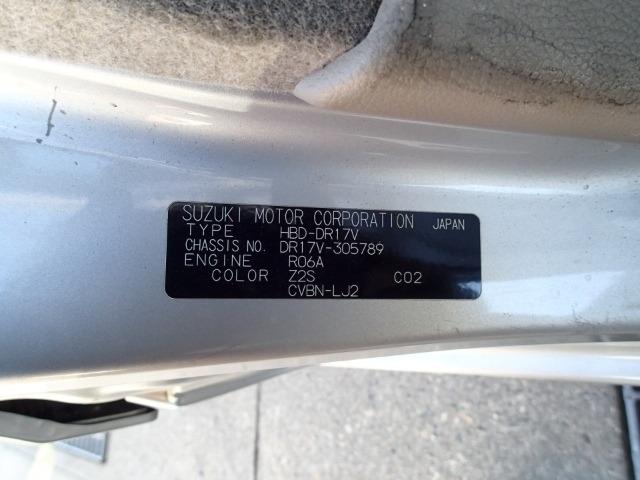 SUZUKI MOTOR CORPORATION JAPAN
TYPE HBD-DR17V
CHASSIS NO. DR17V-305789
ENGINE R06A
COLOR Z2S C02
CVBN-LJ2